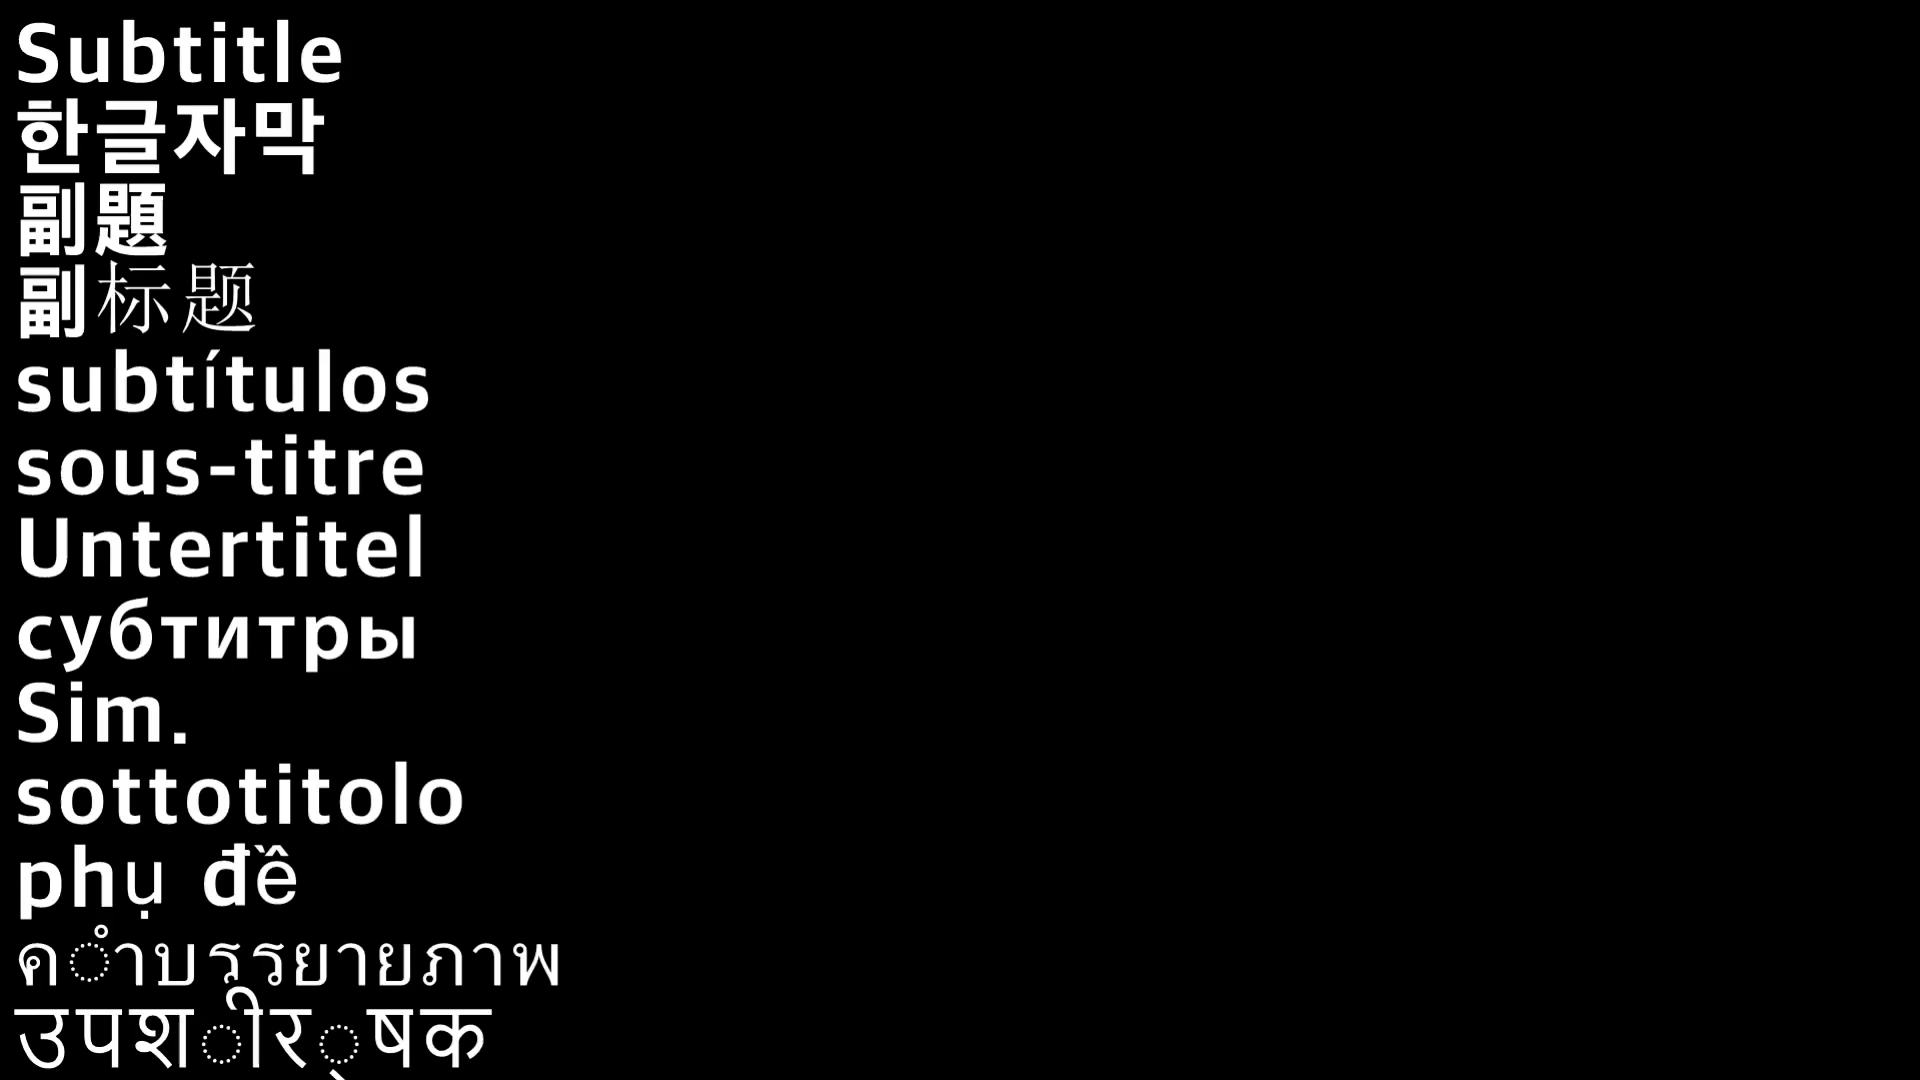 Subtitle
한글자막
副題
副标题
subtítulos
sous-titre
Untertitel
субтитры
Sim.
sottotitolo
phụ đề
คำบรรยายภาพ
उपशीर्षक